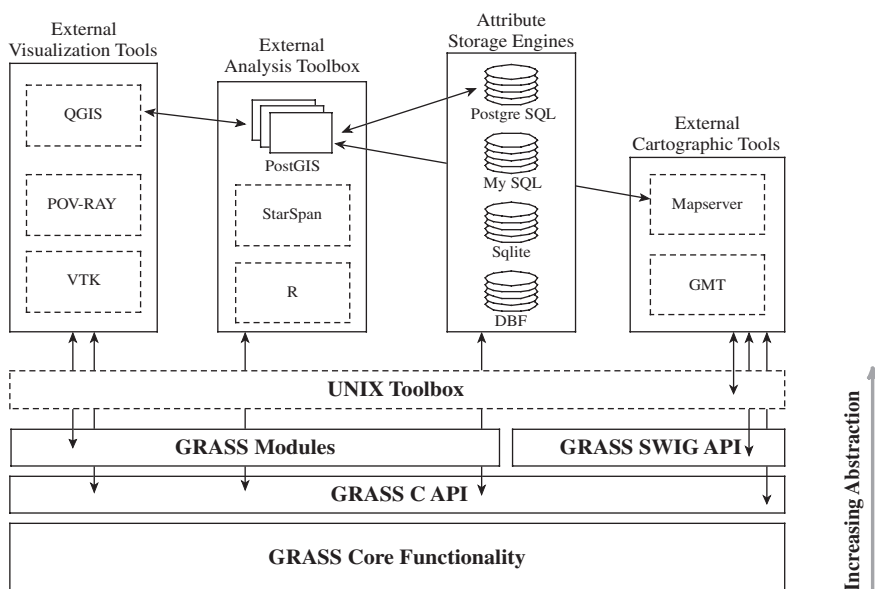 External
Visualization Tools
QGIS
POV-RAY
VTK
External
Analysis Toolbox
PostGIS
StarSpan
R
Attribute
Storage Engines
Postgre SQL
My SQL
Sqlite
DBF
External
Cartographic Tools
Mapserver
GMT
UNIX Toolbox
GRASS Modules
GRASS SWIG API
GRASS C API
GRASS Core Functionality
Increasing Abstraction